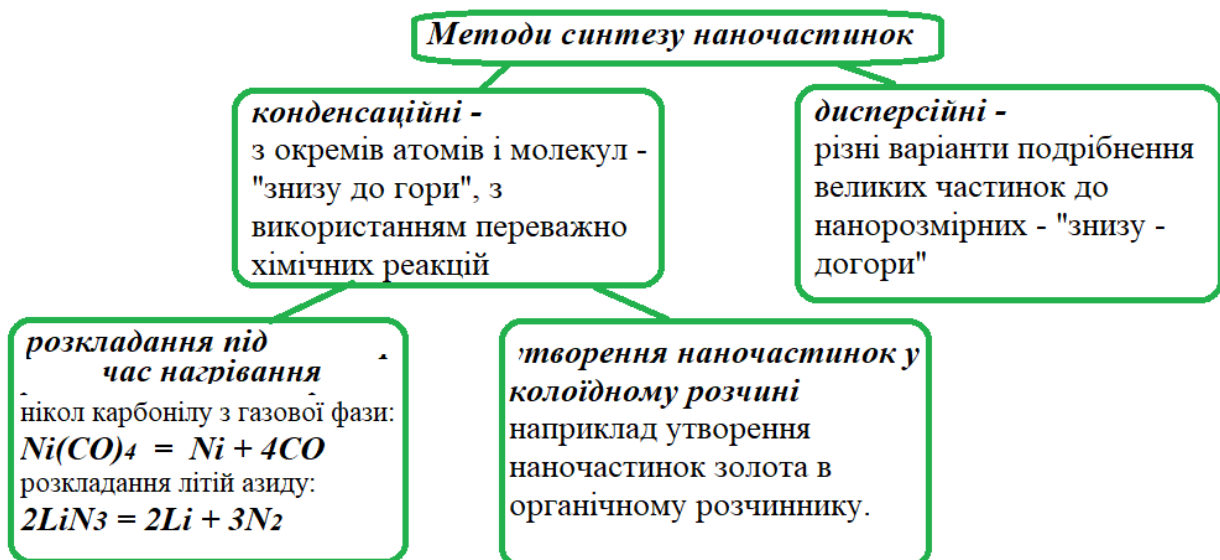 Методи синтезу наночастинок
конденсаційні -
з окремів атомів і молекул -
"знизу до гори", з
використанням переважно
хімічних реакцій
дисперсійні -
різні варіанти подрібнення
великих частинок до
нанорозмірних - "знизу -
догори"
розкладання під
час нагрівання
нікол карбонілу з газової фази:
Ni(CO)4 = Ni + 4CO
розкладання літій азиду:
2LiN3 = 2Li + 3N2
утворення наночастинок у
колоїдному розчині
наприклад утворення
наночастинок золота в
органічному розчиннику.